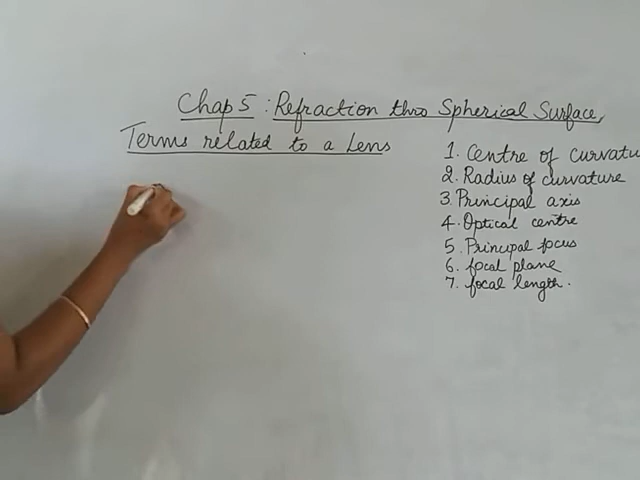 Chap 5 : Refraction thro Spherical Surface,
Terms related to a Lens
1. Centre of curvatu
2. Radius of curvature
3. Principal axis
4. Optical centre
5. Principal focus
6. focal plane
7. focal length.